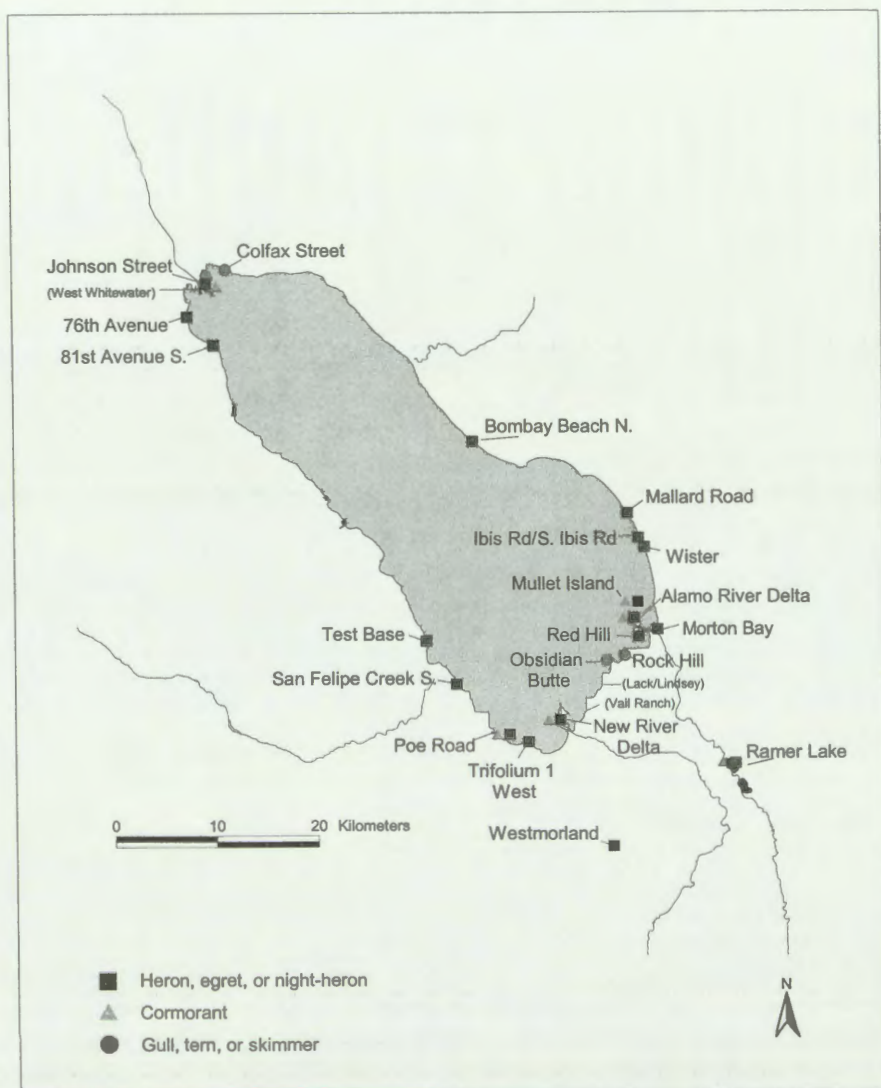 Colfax Street
Johnson Street
(West Whitewater)
76th Avenue
81st Avenue S.
Bombay Beach N.
Mallard Road
Ibis Rd/S. Ibis Rd
Wister
Mullet Island
Alamo River Delta
Test Base
Red Hill
Morton Bay
Obsidian
Butte
Rock Hill
San Felipe Creek S.
(Lack/Lindsey)
(Vail Ranch)
Poe Road
New River
Delta
Trifolium 1
West
Ramer Lake
0 10 20 Kilometers
Westmorland
Heron, egret, or night-heron
Cormorant
Gull, tern, or skimmer
N